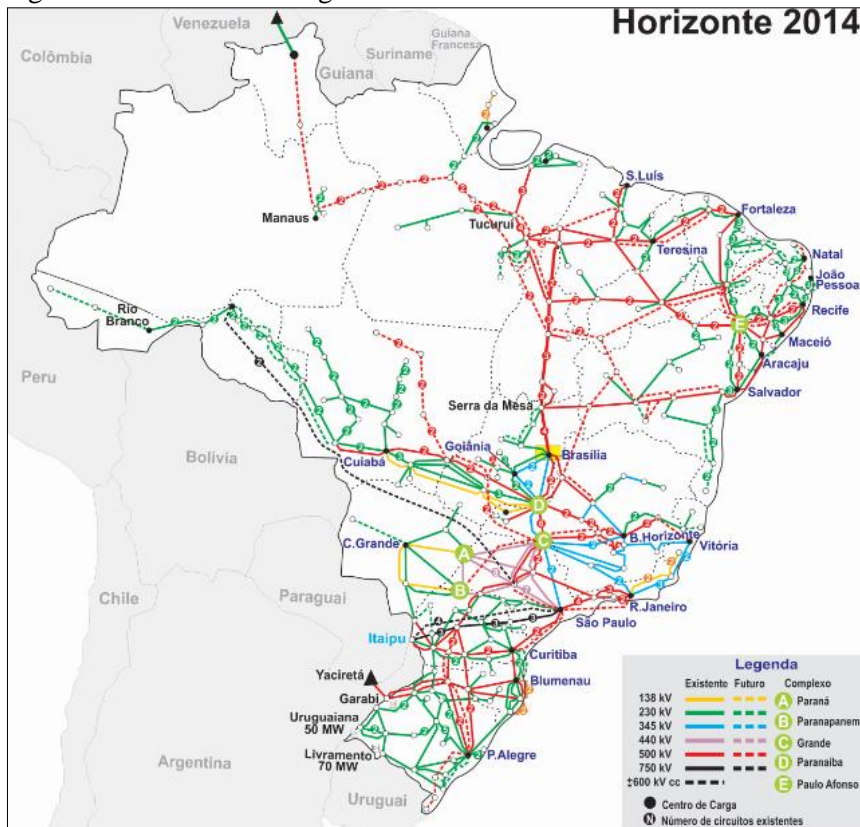 Horizonte 2014
Venezuela
Guiana
Francesa
Suriname
Colômbia
Guiana
S.Luís
Fortaleza
Manaus
Tucuruí
Teresina
Natal
João
Pessoa
Rio
Branco
Recife
E
Maceió
Aracaju
Peru
Serra da Mesa
Salvador
Goiânia
Brasília
Bolívia
Cuiabá
D
C.Grande
A
C
B.Horizonte
Vitória
B
Chile
Paraguai
R.Janeiro
São Paulo
Itaipu
Curitiba
Yaciretá
Blumenau
Garabi
Uruguaiana
50 MW
Livramento
70 MW
P.Alegre
Argentina
Uruguai
Legenda
Existente Futuro Complexo
138 kV A Paraná
230 kV B Paranapanem
345 kV
440 kV C Grande
500 kV D Paranaíba
750 kV
±600 kV cc E Paulo Afonso
Centro de Carga
N Número de circuitos existentes